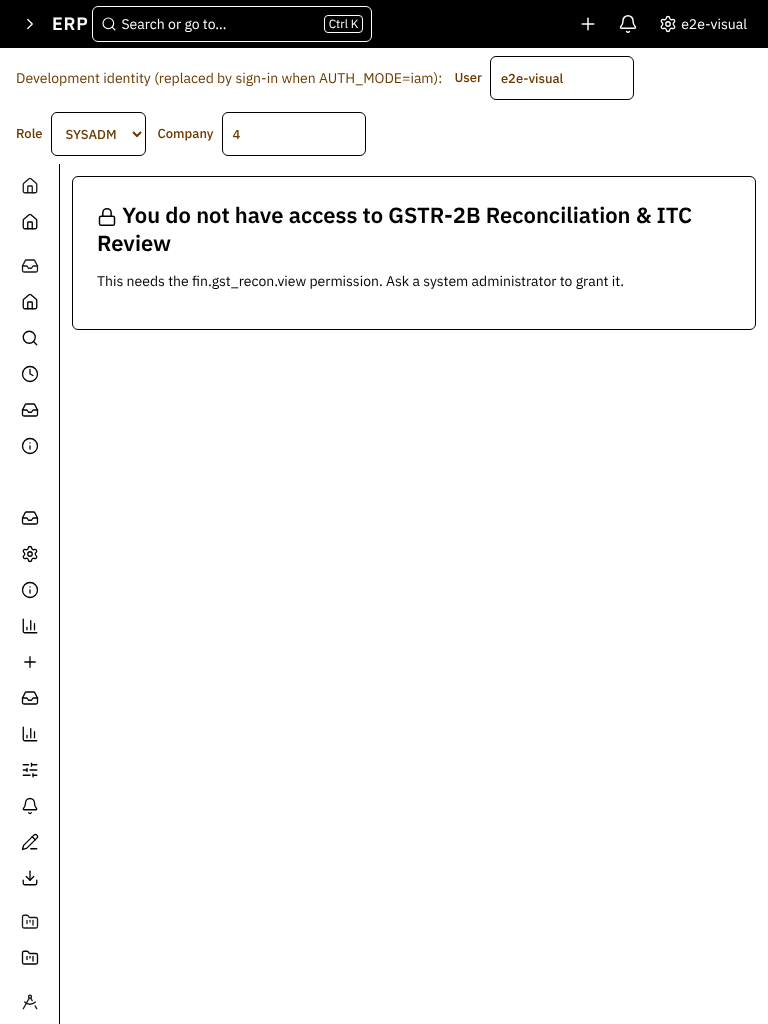 ERP Search or go to... Ctrl K e2e-visual
Development identity (replaced by sign-in when AUTH_MODE=iam): User e2e-visual
Role SYSADM Company 4
You do not have access to GSTR-2B Reconciliation & ITC
Review
This needs the fin.gst_recon.view permission. Ask a system administrator to grant it.